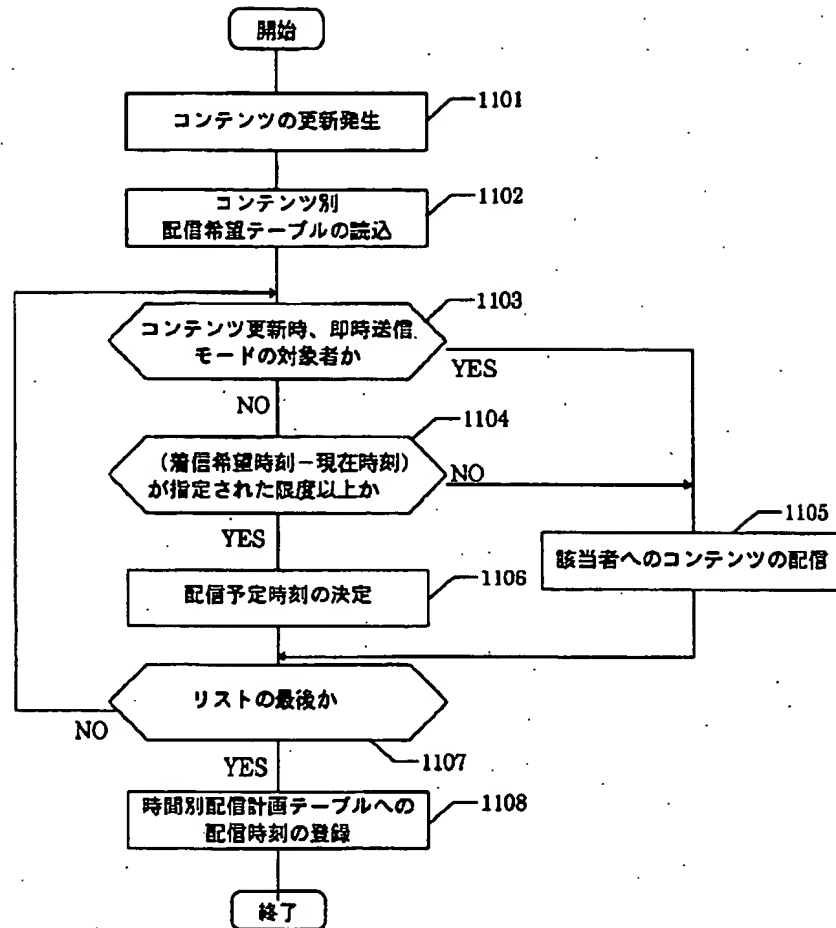 開始
コンテンツの更新発生
1101
コンテンツ別
配信希望テーブルの読込
1102
コンテンツ更新時、即時送信
モードの対象者か
1103
YES
NO
1104
(着信希望時刻－現在時刻)
が指定された限度以上か
NO
YES
1105
該当者へのコンテンツの配信
配信予定時刻の決定
1106
リストの最後か
NO
1107
YES
時間別配信計画テーブルへの
配信時刻の登録
1108
終了